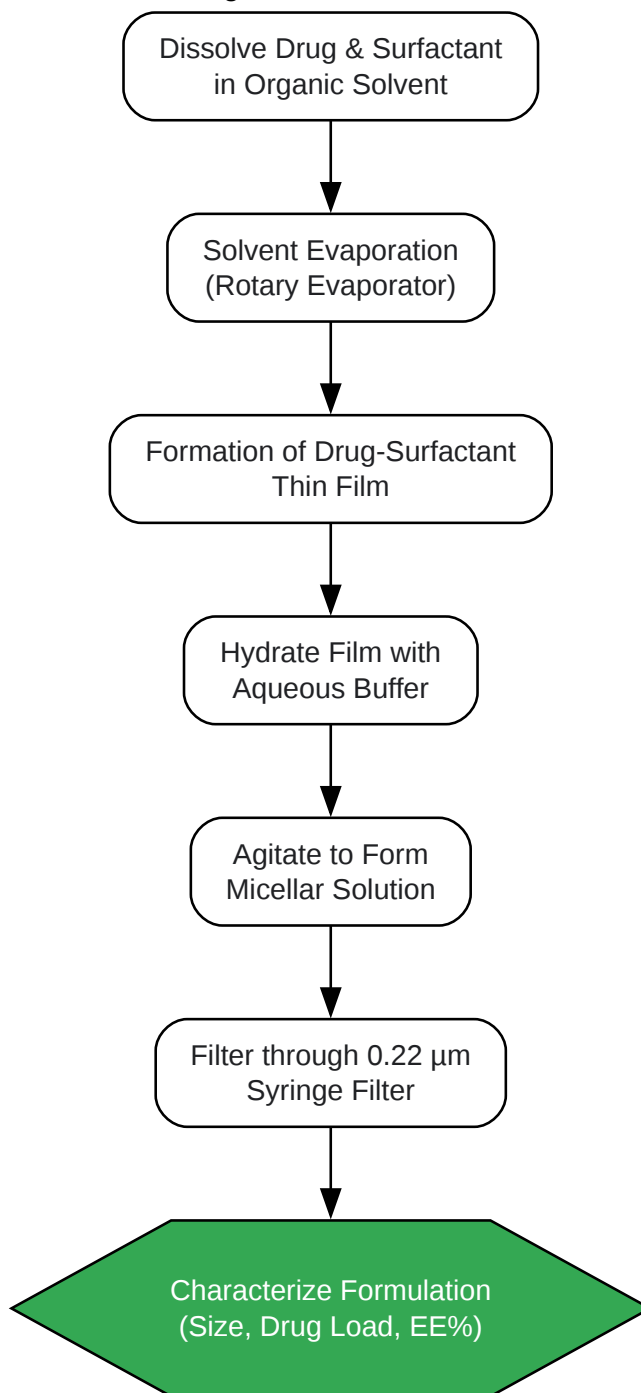 Dissolve Drug & Surfactant
in Organic Solvent
Solvent Evaporation
(Rotary Evaporator)
Formation of Drug-Surfactant
Thin Film
Hydrate Film with
Aqueous Buffer
Agitate to Form
Micellar Solution
Filter through 0.22 µm
Syringe Filter
Characterize Formulation
(Size, Drug Load, EE%)